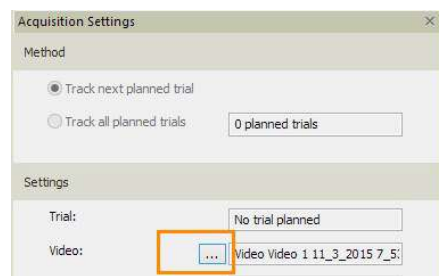 Acquisition Settings
Method
Track next planned trial
Track all planned trials 0 planned trials
Settings
Trial: No trial planned
Video: ... Video Video 1 11_3_2015 7_5